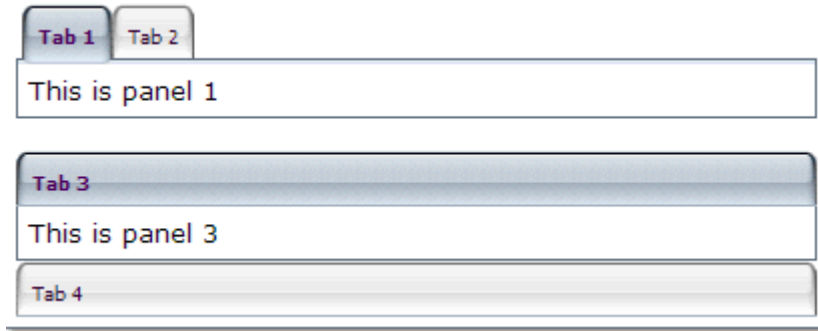 Tab 1 Tab 2
This is panel 1
Tab 3
This is panel 3
Tab 4